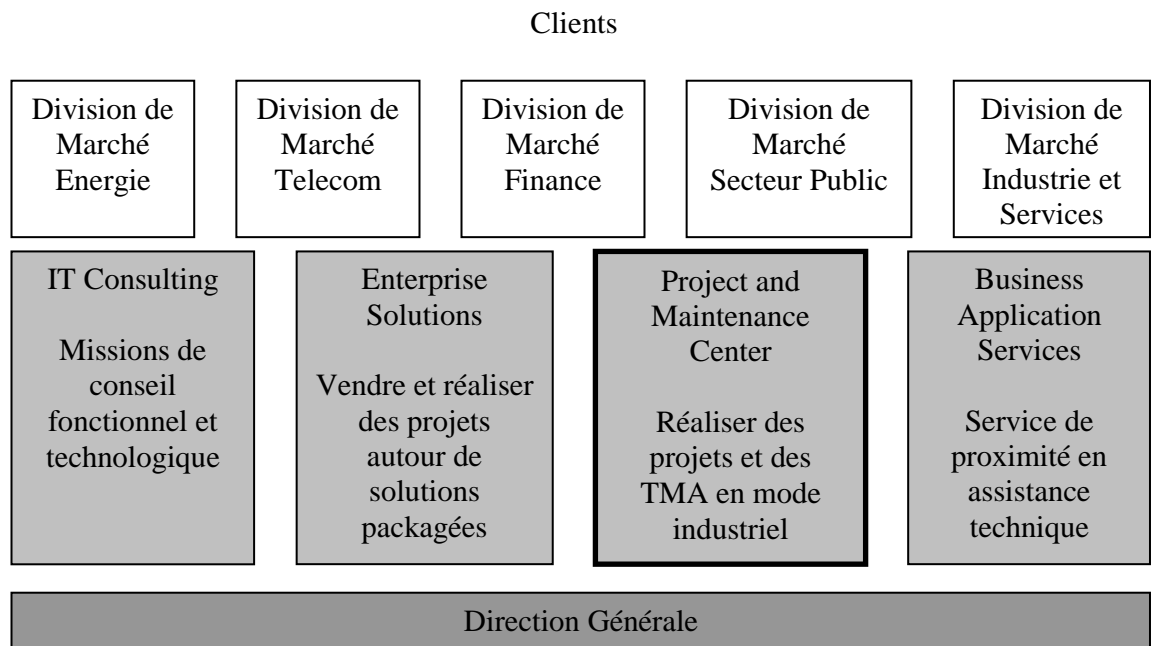 Clients
Division de
Marché
Energie
Division de
Marché
Telecom
Division de
Marché
Finance
Division de
Marché
Secteur Public
Division de
Marché
Industrie et
Services
IT Consulting
Missions de
conseil
fonctionnel et
technologique
Enterprise
Solutions
Vendre et réaliser
des projets
autour de
solutions
packagées
Project and
Maintenance
Center
Réaliser des
projets et des
TMA en mode
industriel
Business
Application
Services
Service de
proximité en
assistance
technique
Direction Générale